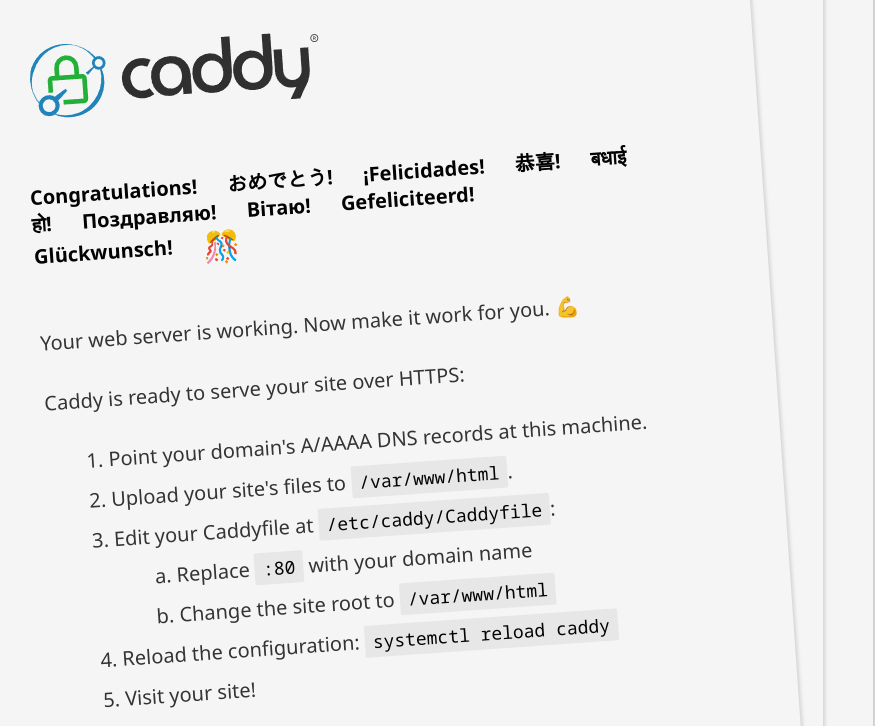 caddy®
Congratulations! おめでとう! ¡Felicidades! 恭喜! बधाई
हो! Поздравляю! Вітаю! Gefeliciteerd!
Glückwunsch! 🎊
Your web server is working. Now make it work for you. 💪
Caddy is ready to serve your site over HTTPS:
1. Point your domain's A/AAAA DNS records at this machine.
2. Upload your site's files to /var/www/html.
3. Edit your Caddyfile at /etc/caddy/Caddyfile:
a. Replace :80 with your domain name
b. Change the site root to /var/www/html
4. Reload the configuration: systemctl reload caddy
5. Visit your site!